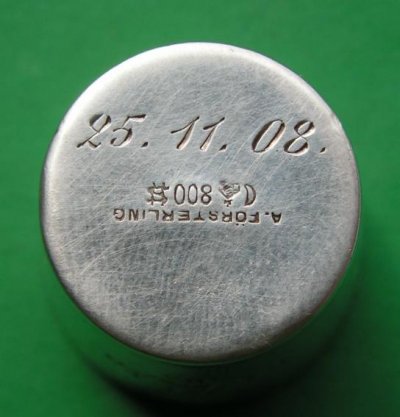 25. 11. 08.
800
A. FÖRSTERLING